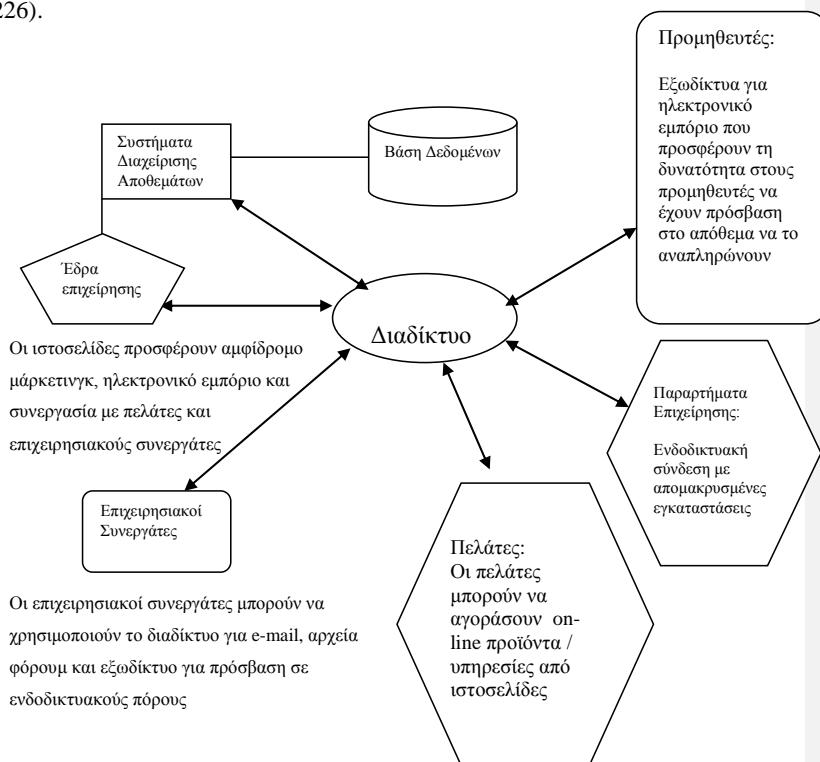 226).
Προμηθευτές:
Εξωδίκτυα για
ηλεκτρονικό
εμπόριο που
προσφέρουν τη
δυνατότητα στους
προμηθευτές να
έχουν πρόσβαση
στο απόθεμα να το
αναπληρώνουν
Συστήματα
Διαχείρισης
Αποθεμάτων
Βάση Δεδομένων
Έδρα
επιχείρησης
Διαδίκτυο
Οι ιστοσελίδες προσφέρουν αμφίδρομο
μάρκετινγκ, ηλεκτρονικό εμπόριο και
συνεργασία με πελάτες και
επιχειρησιακούς συνεργάτες
Παραρτήματα
Επιχείρησης:
Ενδοδικτυακή
σύνδεση με
απομακρυσμένες
εγκαταστάσεις
Επιχειρησιακοί
Συνεργάτες
Πελάτες:
Οι πελάτες
μπορούν να
αγοράσουν on-
line προϊόντα /
υπηρεσίες από
ιστοσελίδες
Οι επιχειρησιακοί συνεργάτες μπορούν να
χρησιμοποιούν το διαδίκτυο για e-mail, αρχεία
φόρουμ και εξωδίκτυο για πρόσβαση σε
ενδοδικτυακούς πόρους